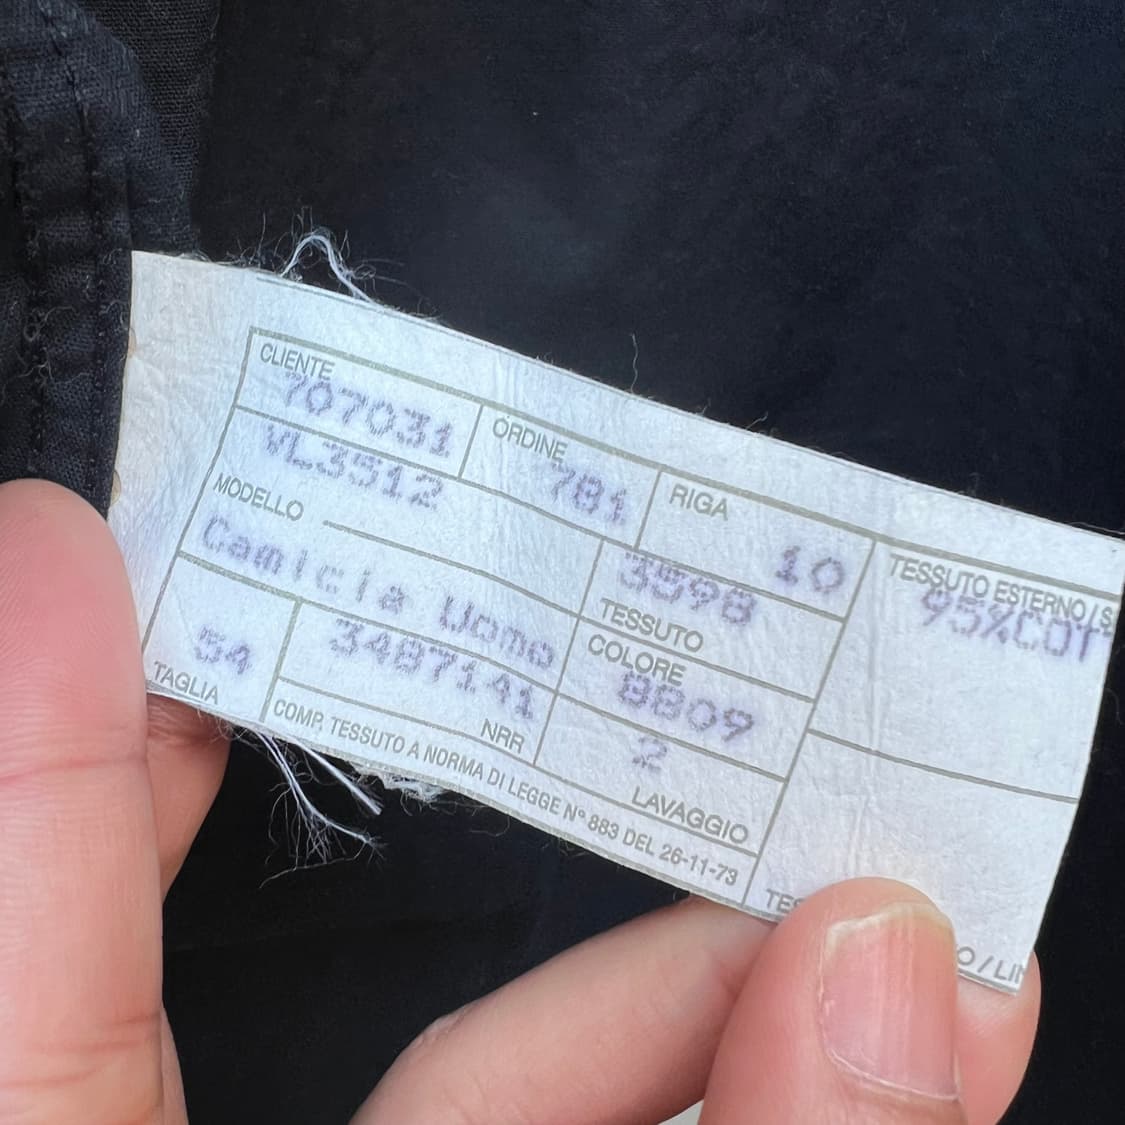 CLIENTE
707031
ORDINE
781
RIGA
10
WL3512
MODELLO
Camicia Uomo
3598
TESSUTO
COLORE
8809
TESSUTO ESTERNO / S
95%COT
54
TAGLIA
3487141
NRR
2
LAVAGGIO
COMP. TESSUTO A NORMA DI LEGGE N° 883 DEL 26-11-73